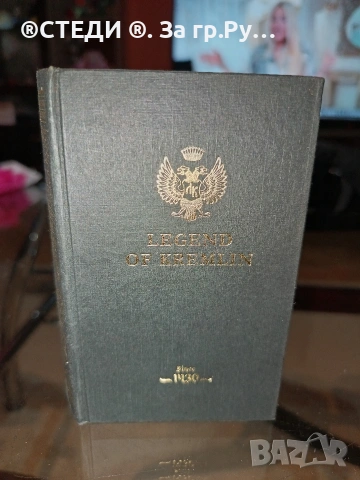 ®СТЕДИ ®. За гр.Ру...
LEGEND
OF KREMLIN
Since
1430
BAZAR